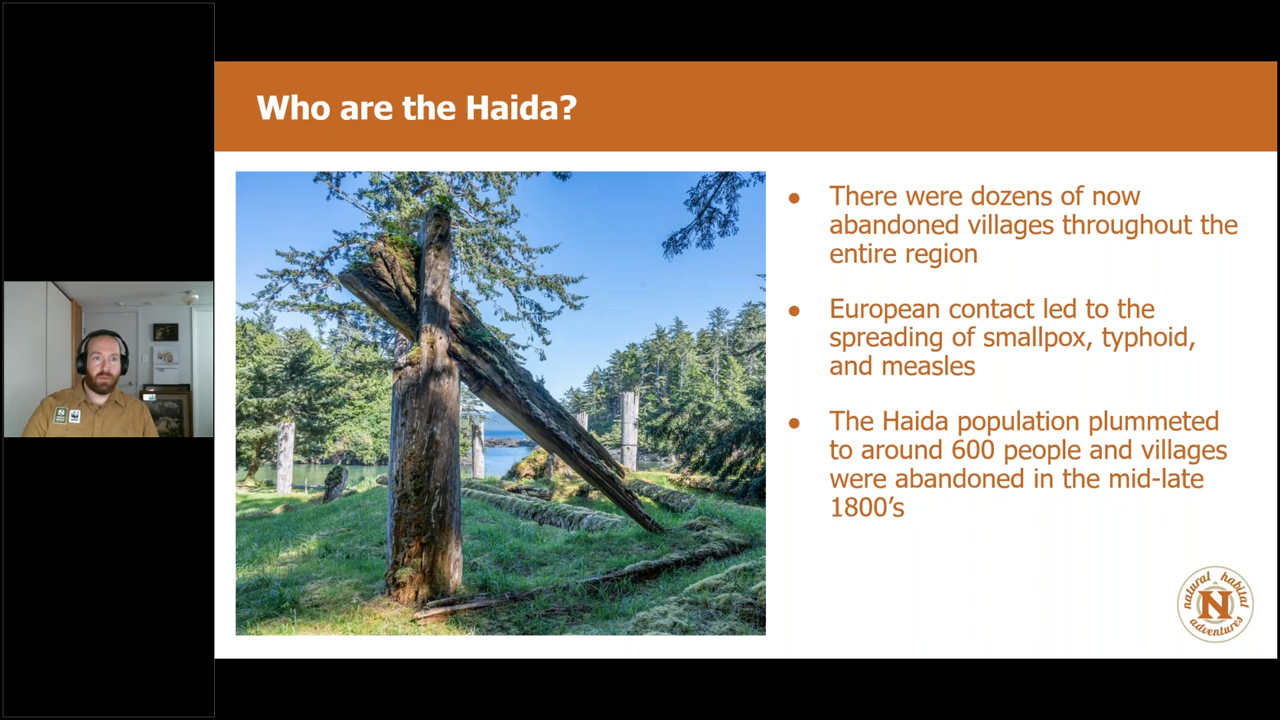 Who are the Haida?
● There were dozens of now
abandoned villages throughout the
entire region
● European contact led to the
spreading of smallpox, typhoid,
and measles
● The Haida population plummeted
to around 600 people and villages
were abandoned in the mid-late
1800’s
natural habitat
N
adventures